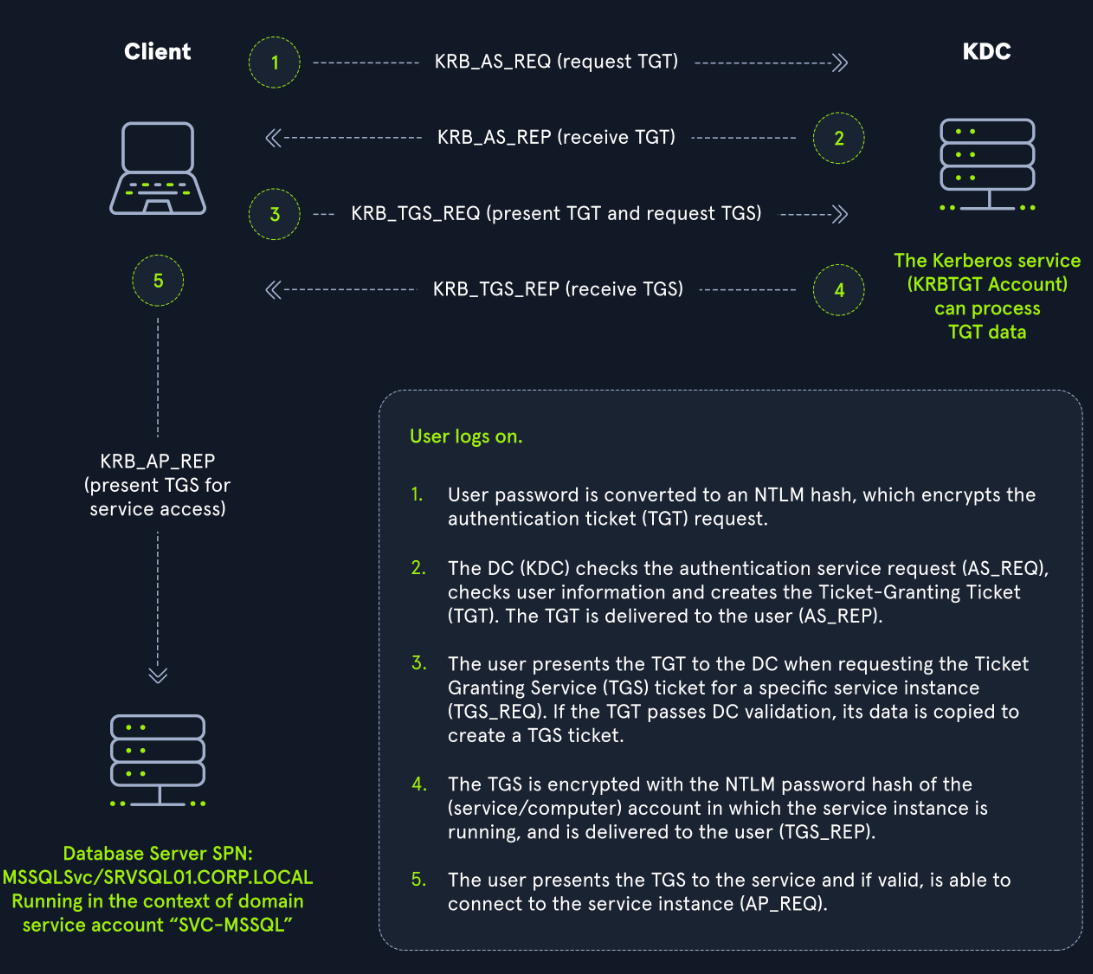 Client
KDC
1
KRB_AS_REQ (request TGT)
KRB_AS_REP (receive TGT)
2
3
KRB_TGS_REQ (present TGT and request TGS)
KRB_TGS_REP (receive TGS)
4
The Kerberos service
(KRBTGT Account)
can process
TGT data
5
KRB_AP_REP
(present TGS for
service access)
Database Server SPN:
MSSQLSvc/SRVSQL01.CORP.LOCAL
Running in the context of domain
service account “SVC-MSSQL”
User logs on.
1. User password is converted to an NTLM hash, which encrypts the
authentication ticket (TGT) request.
2. The DC (KDC) checks the authentication service request (AS_REQ),
checks user information and creates the Ticket-Granting Ticket
(TGT). The TGT is delivered to the user (AS_REP).
3. The user presents the TGT to the DC when requesting the Ticket
Granting Service (TGS) ticket for a specific service instance
(TGS_REQ). If the TGT passes DC validation, its data is copied to
create a TGS ticket.
4. The TGS is encrypted with the NTLM password hash of the
(service/computer) account in which the service instance is
running, and is delivered to the user (TGS_REP).
5. The user presents the TGS to the service and if valid, is able to
connect to the service instance (AP_REQ).